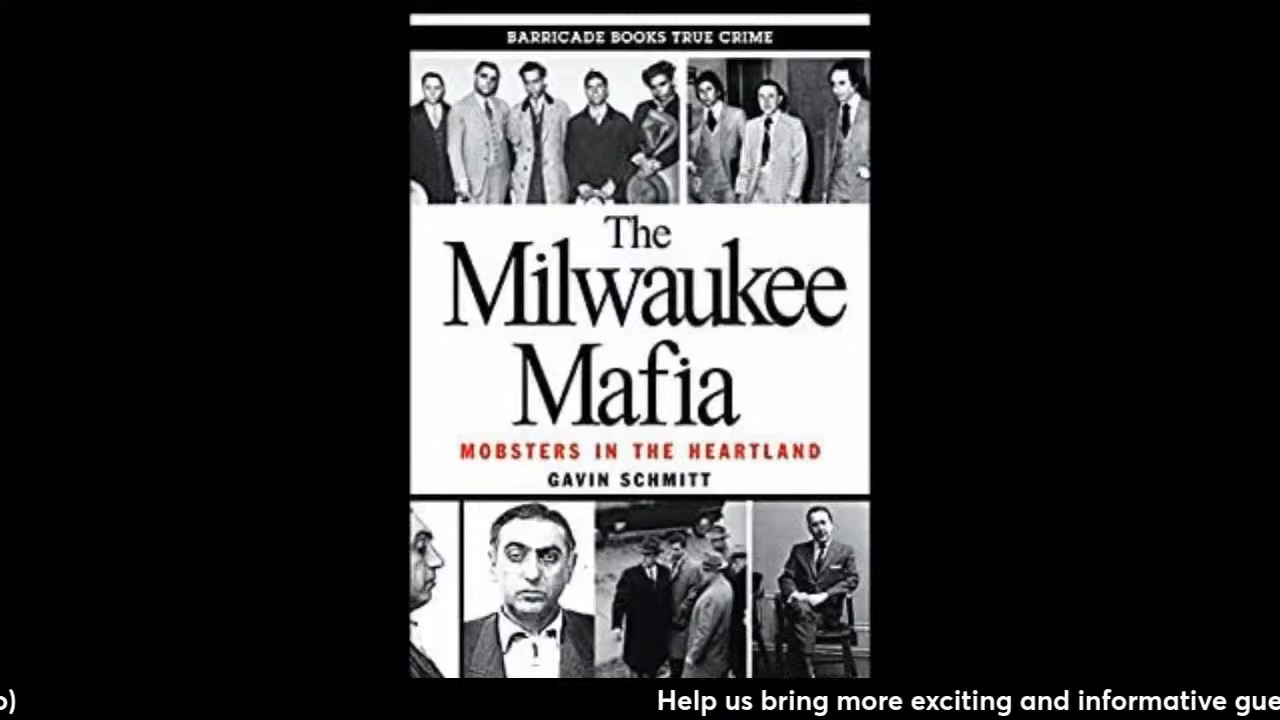 BARRICADE BOOKS TRUE CRIME
The
Milwaukee
Mafia
MOBSTERS IN THE HEARTLAND
GAVIN SCHMITT
Help us bring more exciting and informative